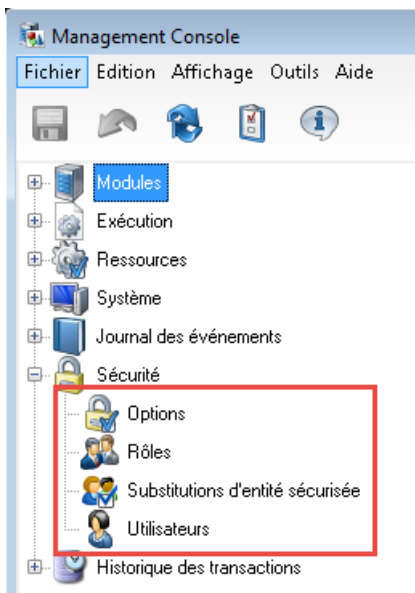 Management Console
Fichier Edition Affichage Outils Aide
Modules
Exécution
Ressources
Système
Journal des événements
Sécurité
Options
Rôles
Substitutions d'entité sécurisée
Utilisateurs
Historique des transactions